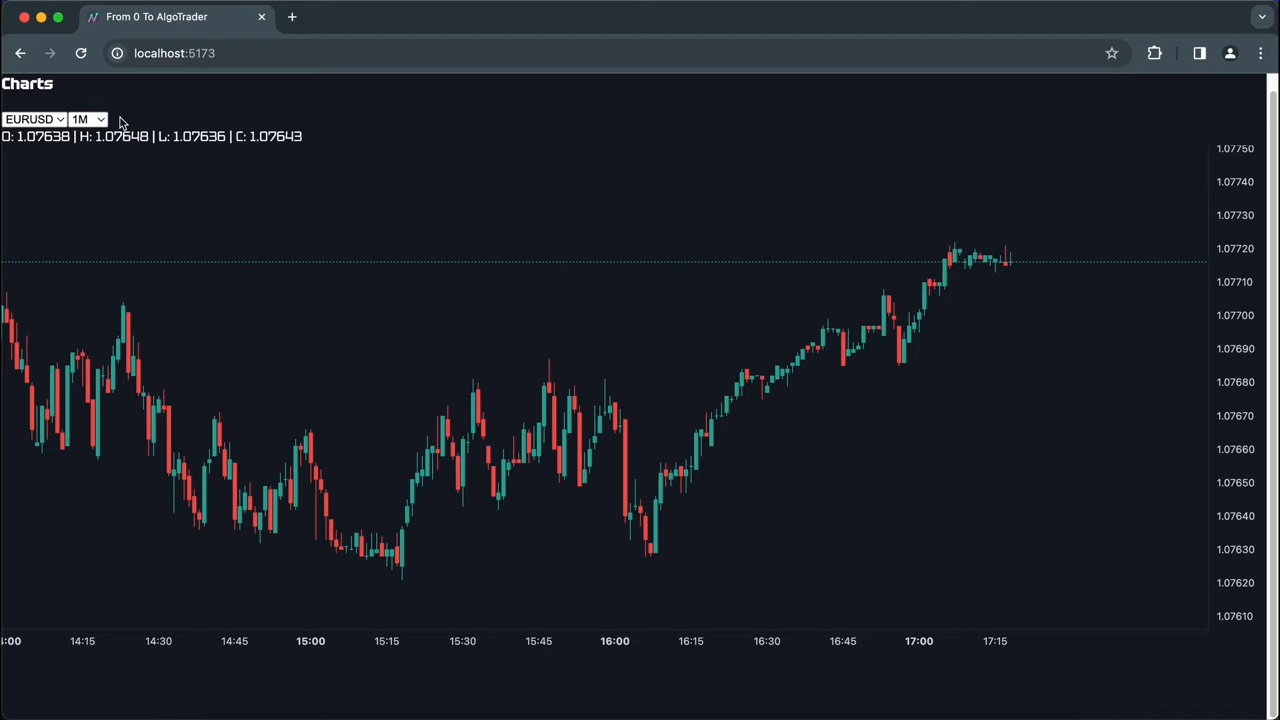 From 0 To AlgoTrader
localhost:5173
Charts
EURUSD 1M
O: 1.07638 | H: 1.07648 | L: 1.07636 | C: 1.07643
1.07750
1.07740
1.07730
1.07720
1.07710
1.07700
1.07690
1.07680
1.07670
1.07660
1.07650
1.07640
1.07630
1.07620
1.07610
:00 14:15 14:30 14:45 15:00 15:15 15:30 15:45 16:00 16:15 16:30 16:45 17:00 17:15